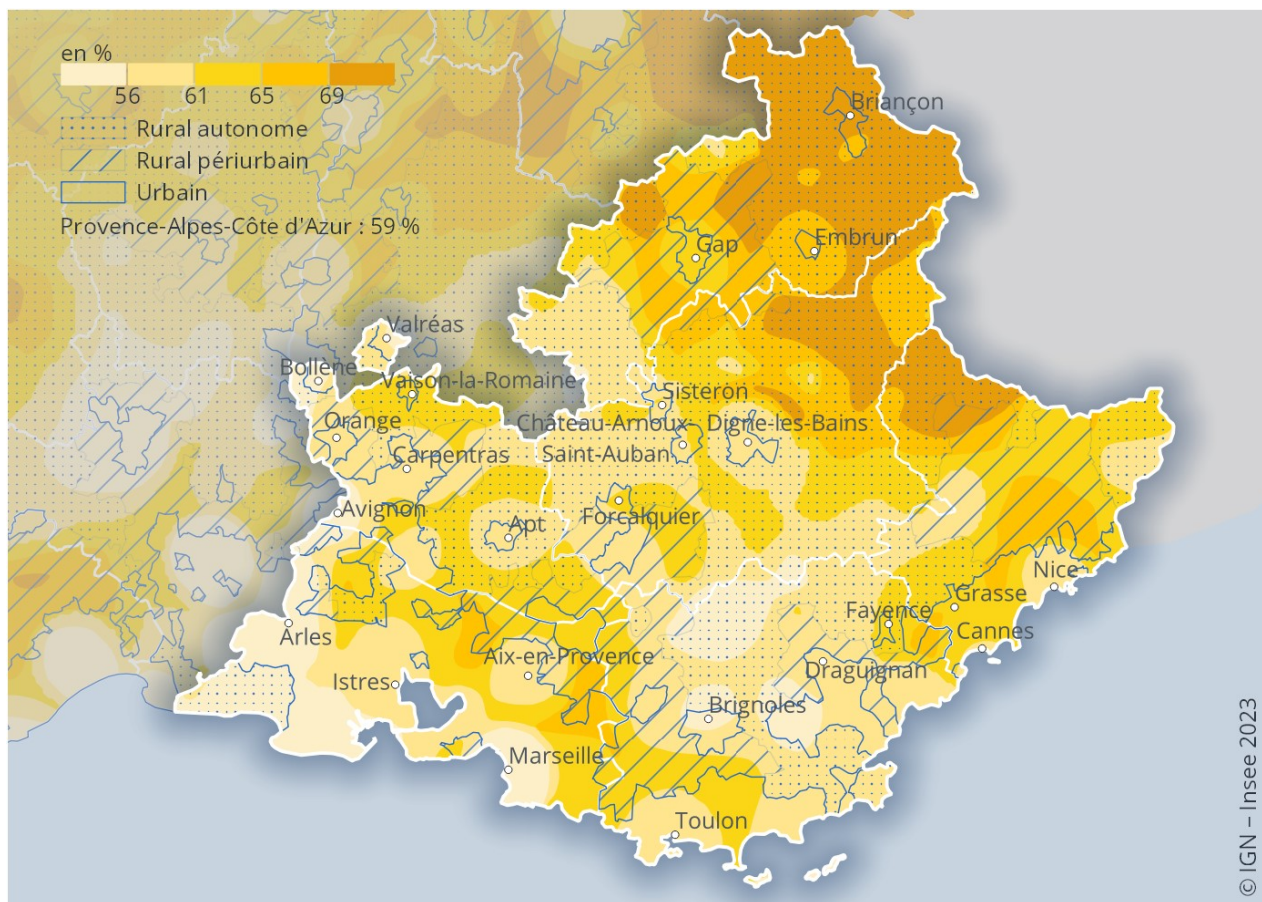 en %
56 61 65 69
Rural autonome
Rural périurbain
Urbain
Provence-Alpes-Côte d'Azur : 59 %
Briançon
Gap
Embrun
Valréas
Bollène
Vaison-la-Romaine
Sisteron
Orange
Château-Arnoux-
Saint-Auban
Digne-les-Bains
Carpentras
Avignon
Apt
Forcalquier
Nice
Grasse
Fayence
Cannes
Arles
Aix-en-Provence
Draguignan
Istres
Brignoles
Marseille
Toulon
© IGN – Insee 2023